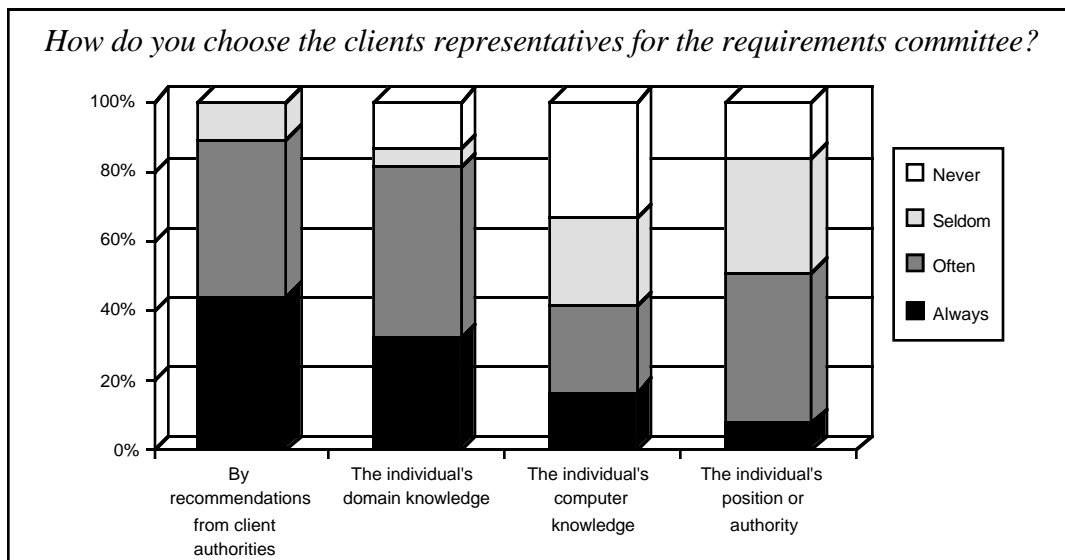 How do you choose the clients representatives for the requirements committee?
100%
80%
60%
40%
20%
0%
By
recommendations
from client
authorities
The individual's
domain knowledge
The individual's
computer
knowledge
The individual's
position or
authority
Never
Seldom
Often
Always